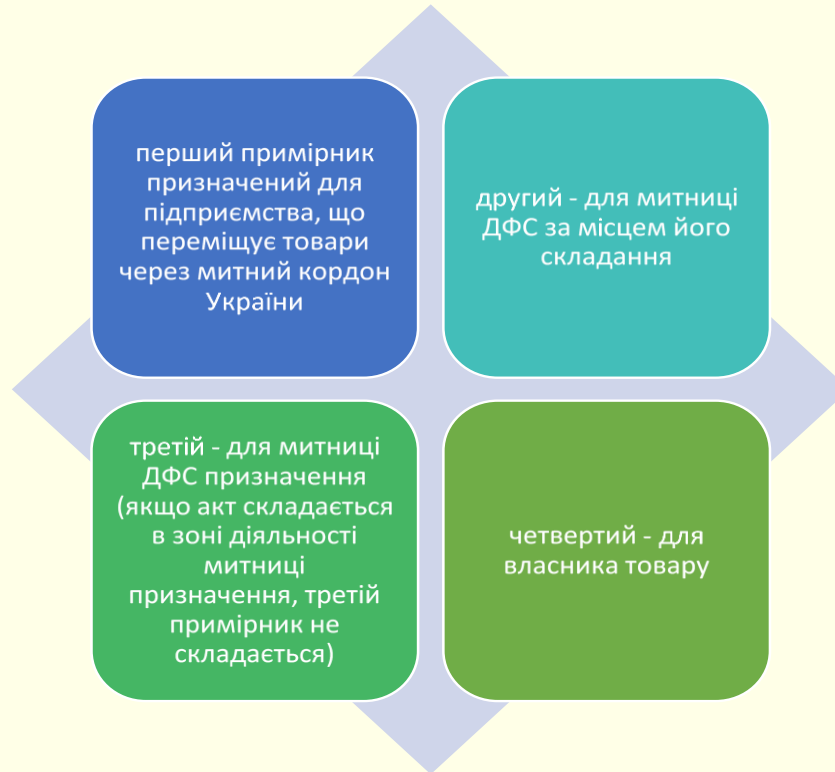 перший примірник
призначений для
підприємства, що
переміщує товари
через митний кордон
України
другий - для митниці
ДФС за місцем його
складання
третій - для митниці
ДФС призначення
(якщо акт складається
в зоні діяльності
митниці
призначення, третій
примірник не
складається)
четвертий - для
власника товару